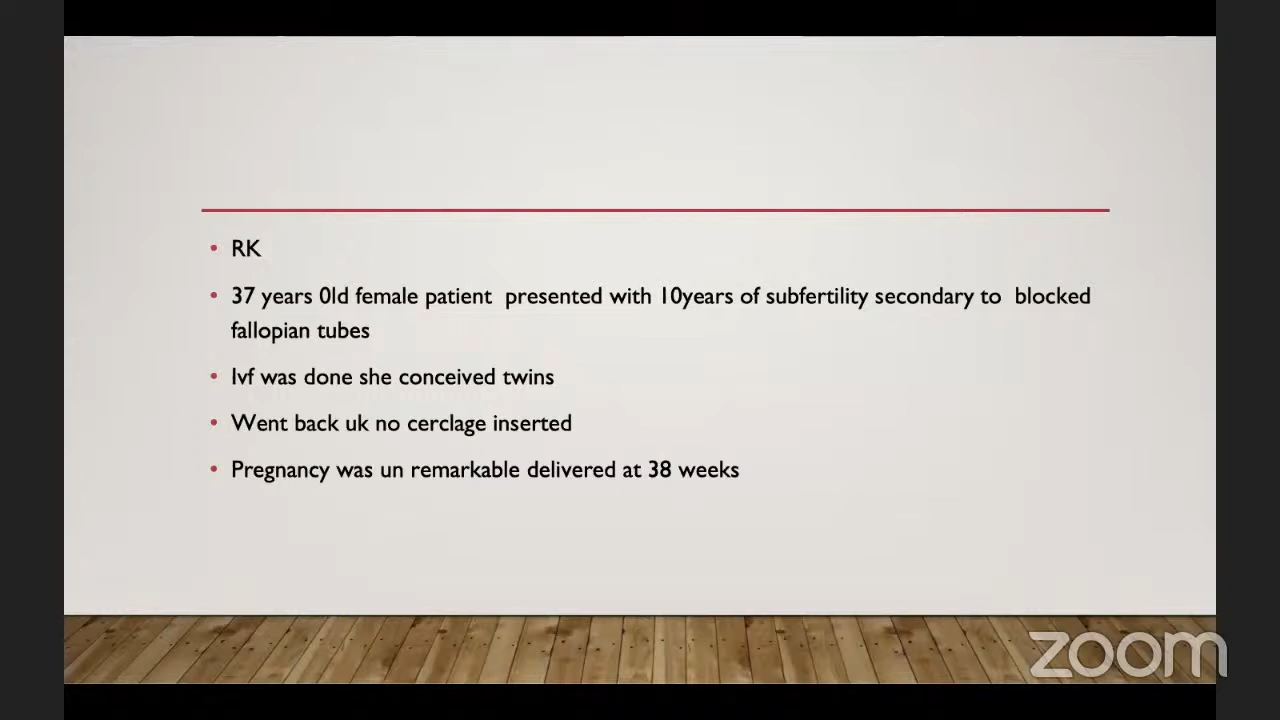 RK
37 years 0ld female patient presented with 10years of subfertility secondary to blocked
fallopian tubes
Ivf was done she conceived twins
Went back uk no cerclage inserted
Pregnancy was un remarkable delivered at 38 weeks
zoom